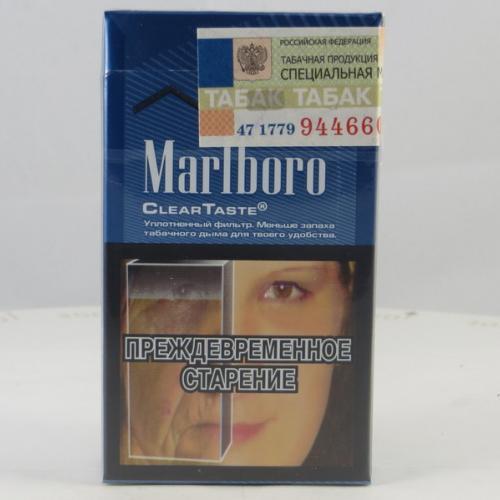 РОССИЙСКАЯ ФЕДЕРАЦИЯ
ТАБАЧНАЯ ПРОДУКЦИЯ
СПЕЦИАЛЬНАЯ
ТАБАК ТАБАК
47 1779 944660
Marlboro
CLEARTASTE®
Уплотненный фильтр. Меньше запаха
табачного дыма для твоего удобства.
ПРЕЖДЕВРЕМЕННОЕ
СТАРЕНИЕ